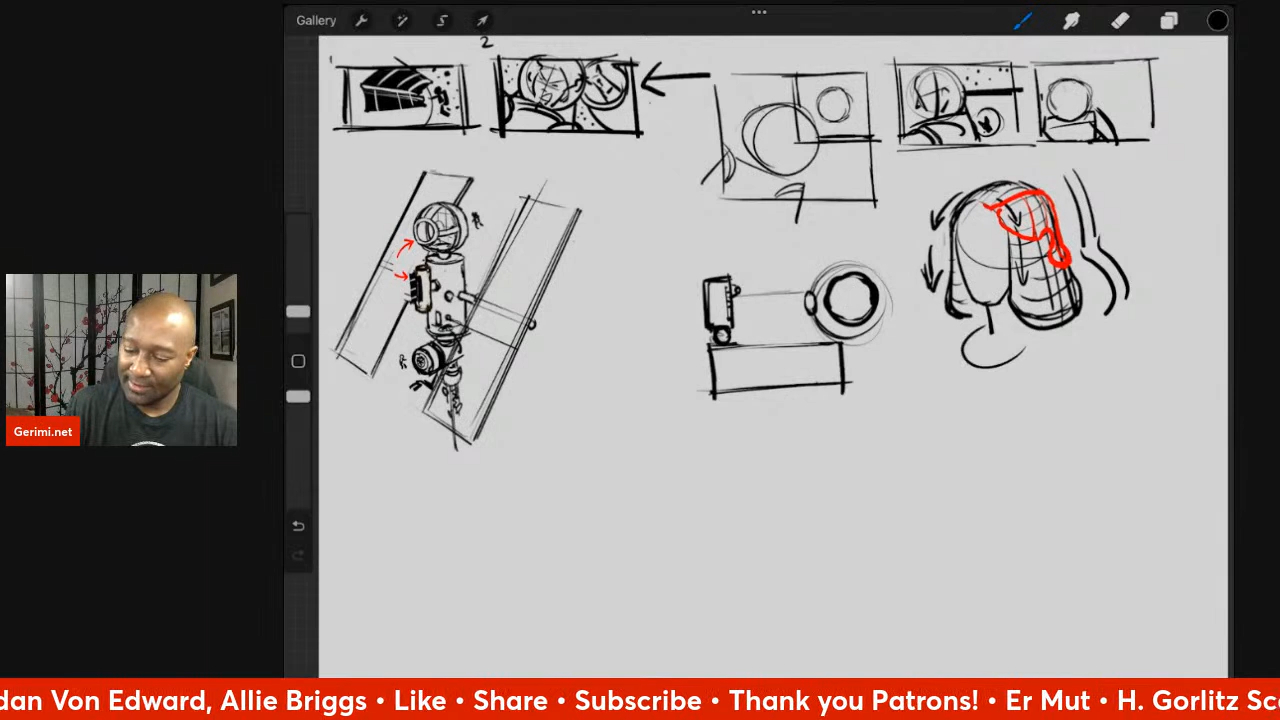 Gallery
1
2
Gerimi.net
dan Von Edward, Allie Briggs • Like • Share • Subscribe • Thank you Patrons! • Er Mut • H. Gorlitz Sc